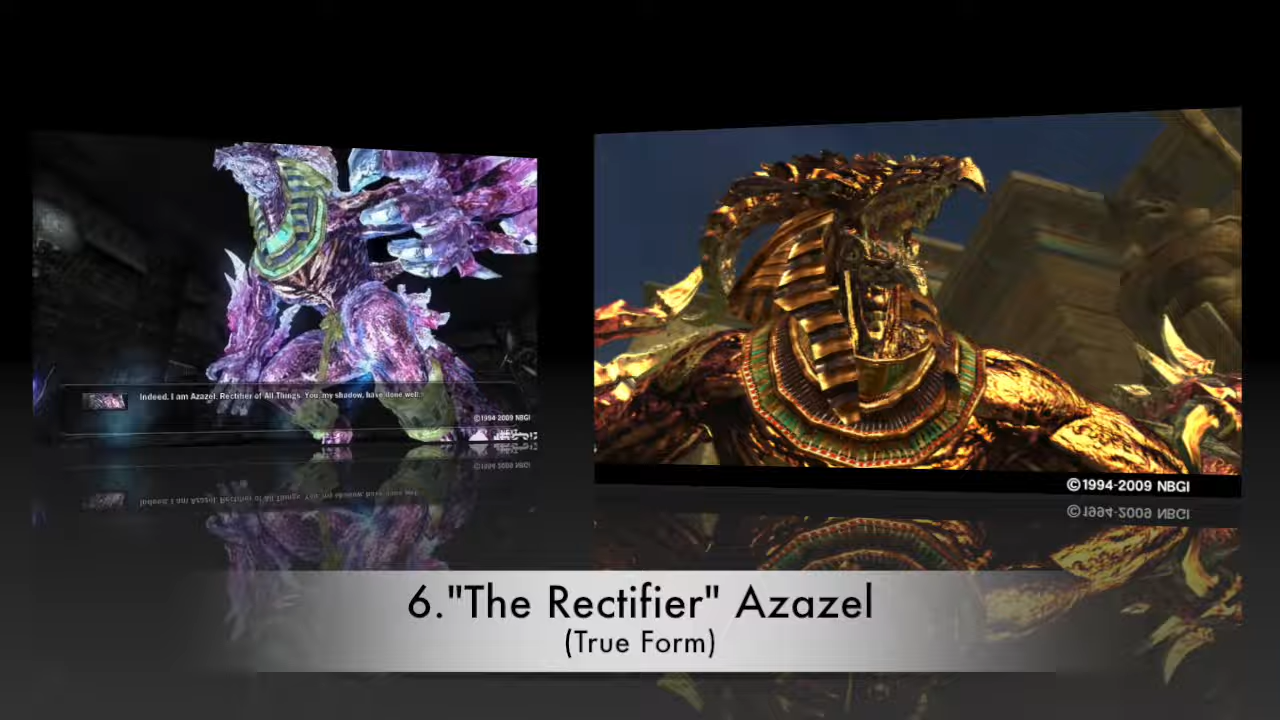 Indeed. I am Azazel. Rectifier of All Things. You, my shadow, have done well.
©1994 2009 NBGI
NEXT
©1994-2009 NBGI
6."The Rectifier" Azazel
(True Form)